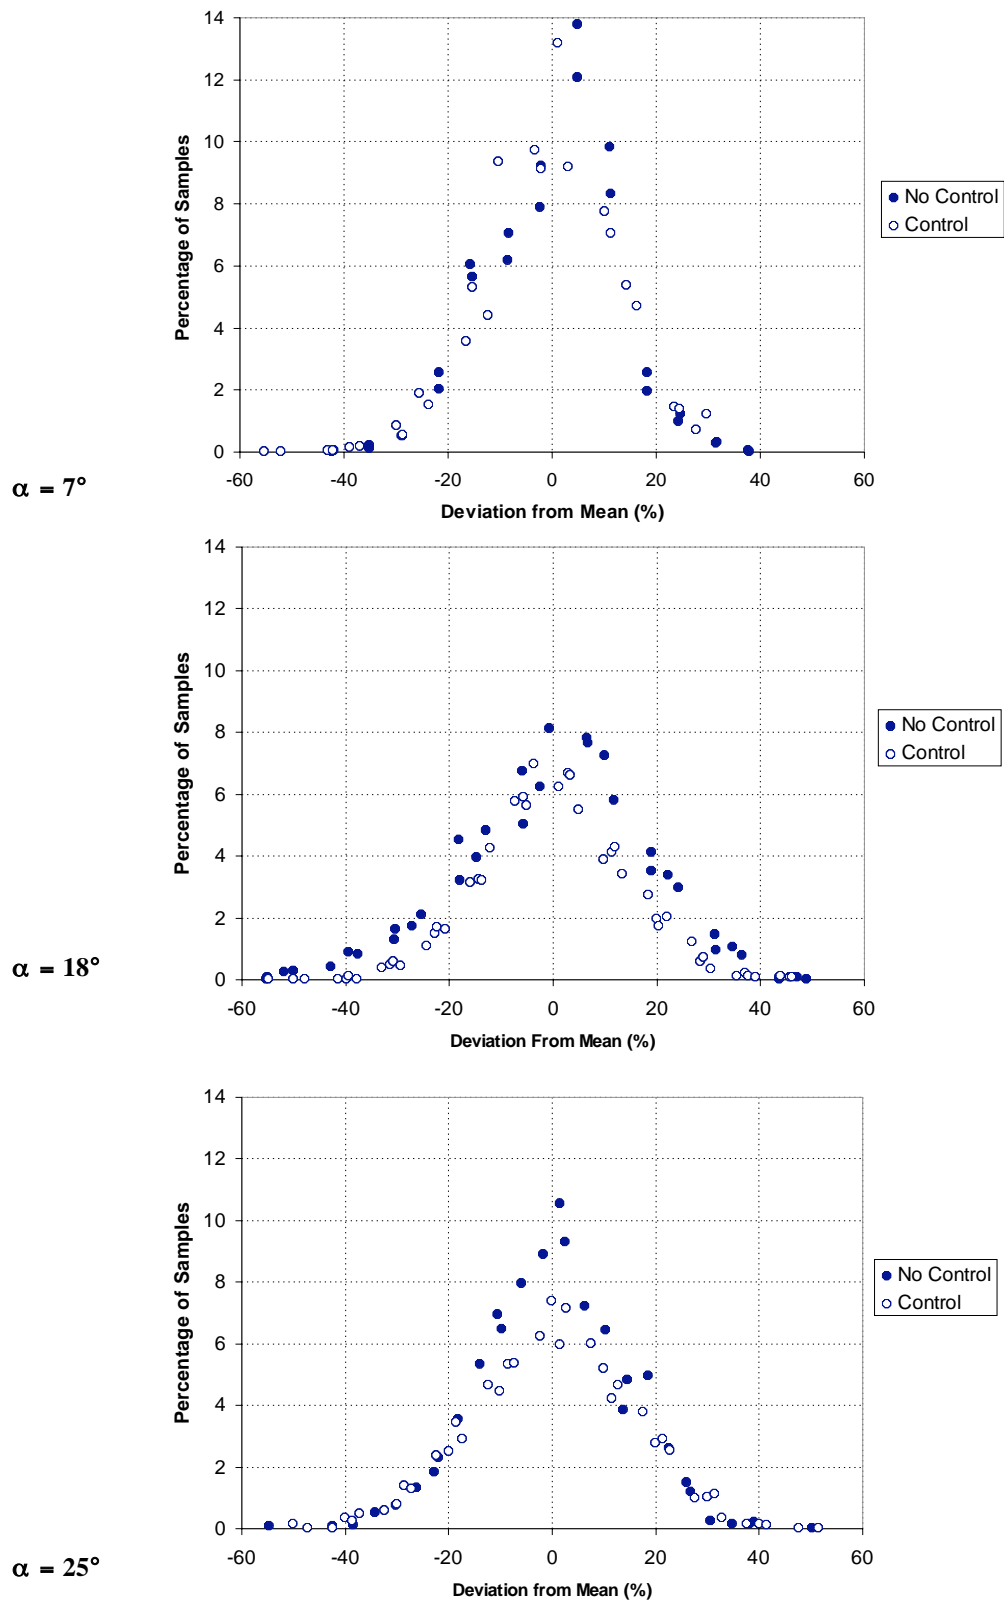 14
12
10
8
6
4
2
0
-60 -40 -20 0 20 40 60
Percentage of Samples
Deviation from Mean (%)
No Control
Control
α = 7°
14
12
10
8
6
4
2
0
-60 -40 -20 0 20 40 60
Percentage of Samples
Deviation From Mean (%)
No Control
Control
α = 18°
14
12
10
8
6
4
2
0
-60 -40 -20 0 20 40 60
Percentage of Samples
Deviation from Mean (%)
No Control
Control
α = 25°